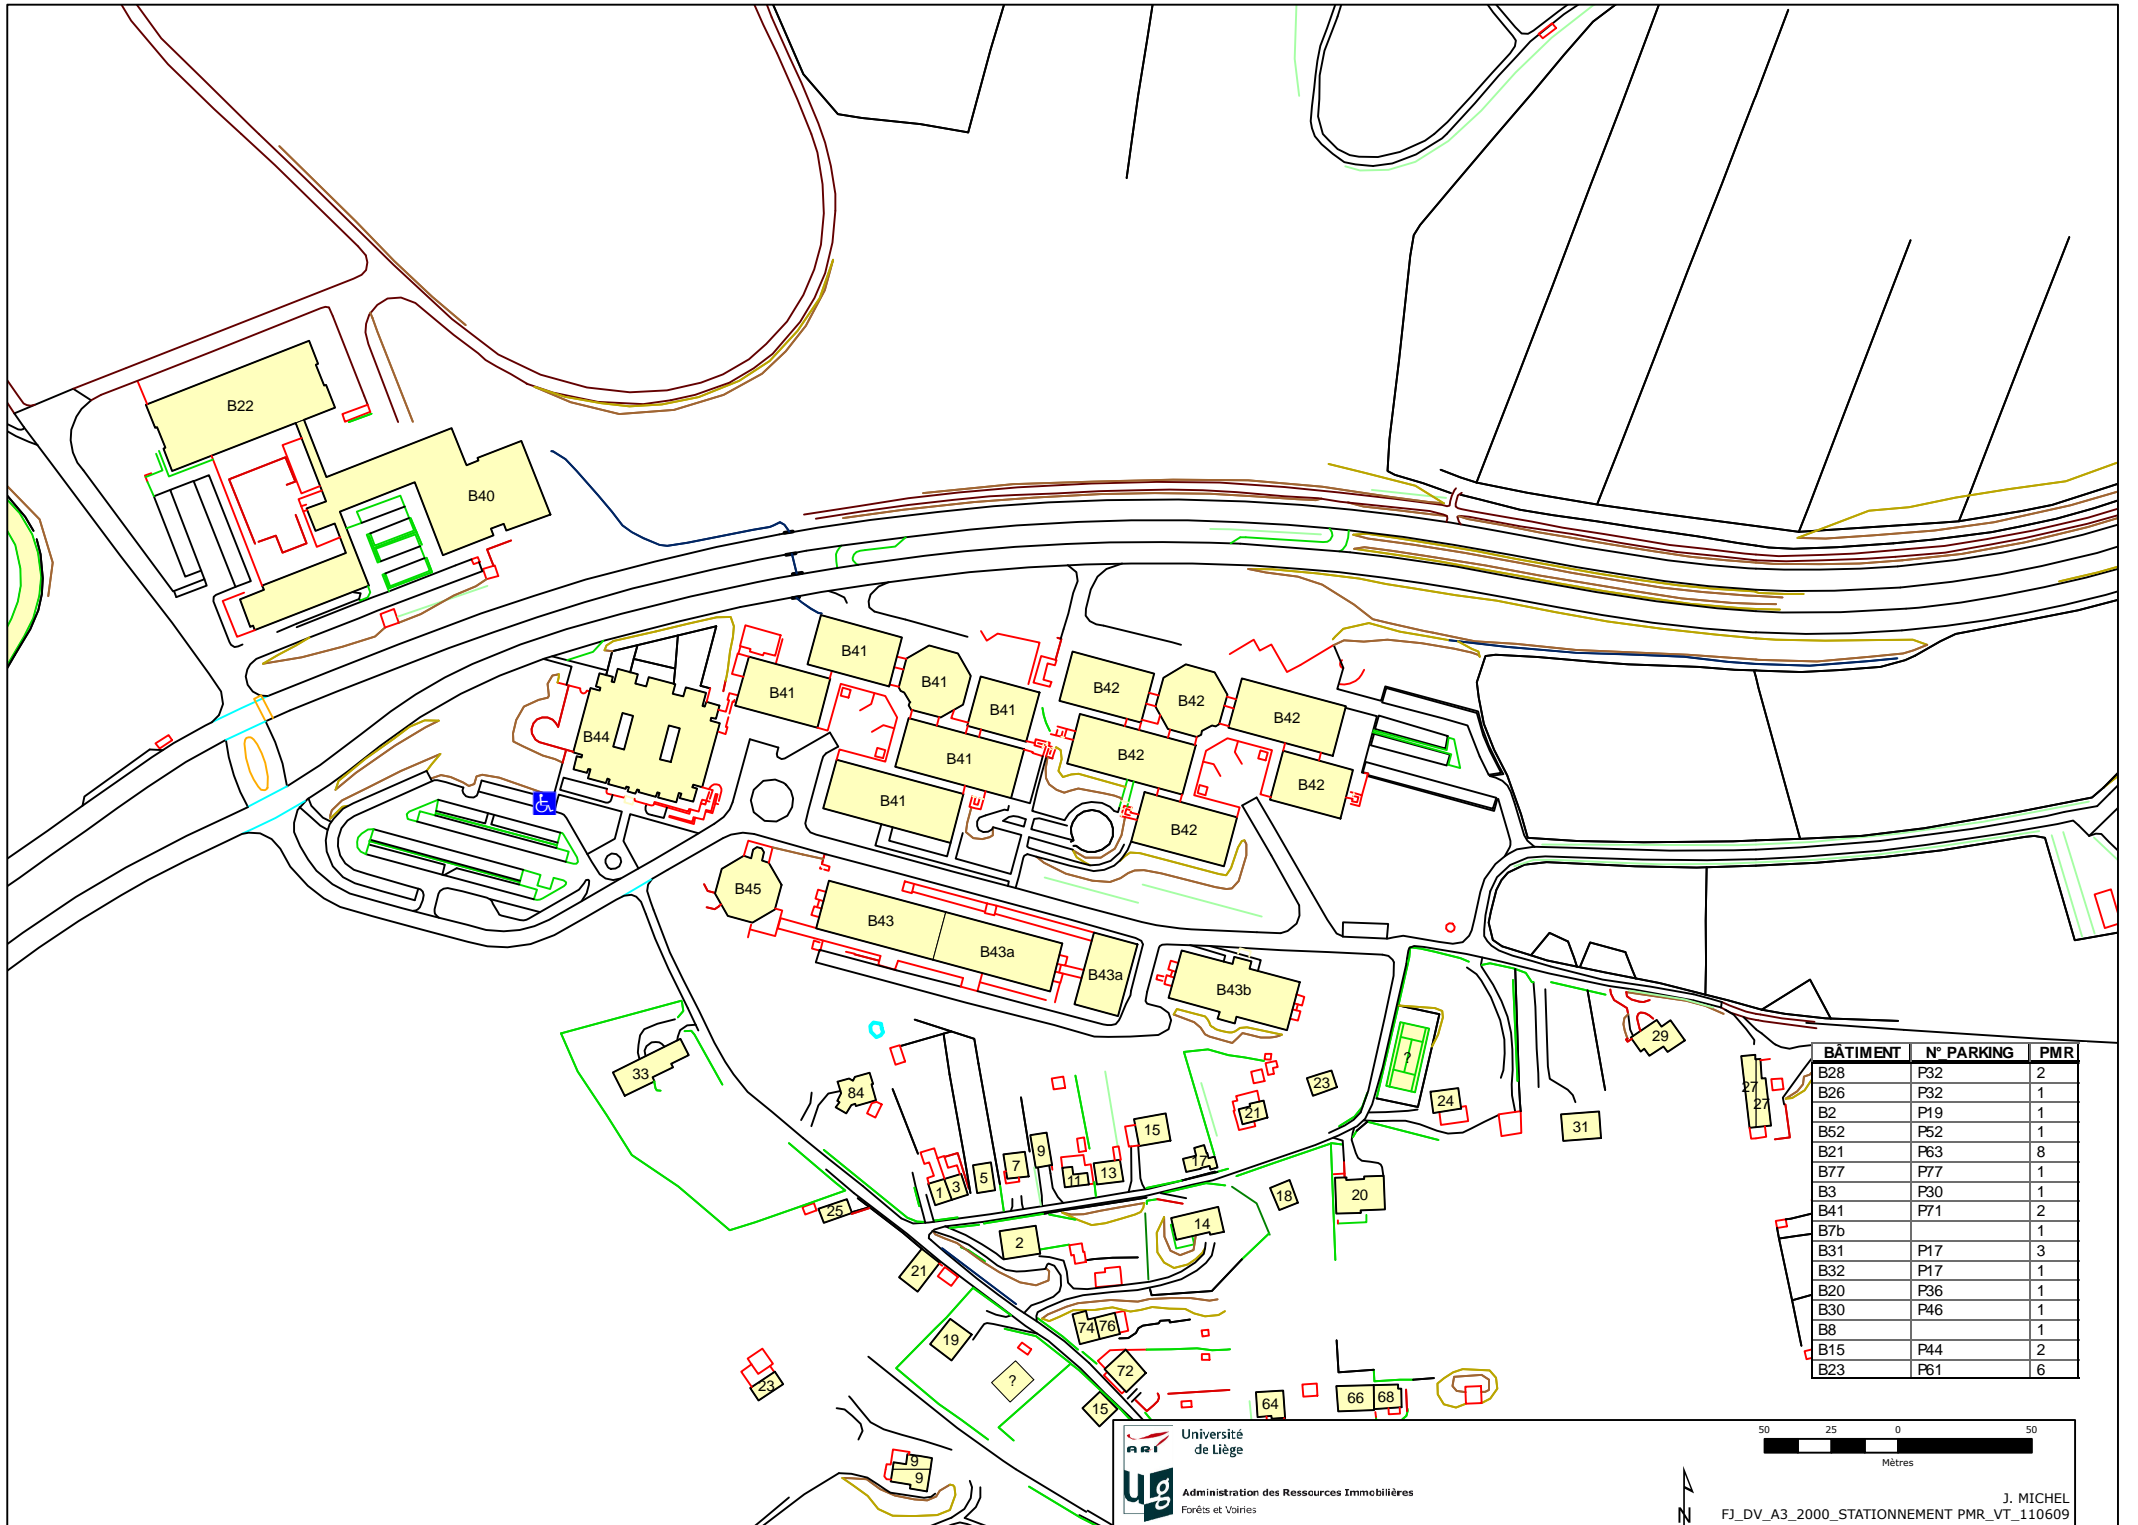 B22
B40
B41
B41
B41
B42
B42
B41
B42
B44
B41
B42
B42
B41
B42
B45
B43
B43a
B43a
B43b
29
?
33
27
27
84
23
24
21
31
15
9
7
13
17
5
11
1
3
18
20
25
14
2
21
74
76
19
72
?
23
66
68
64
15
9
9
BÂTIMENT N°_PARKING PMR
B28 P32 2
B26 P32 1
B2 P19 1
B52 P52 1
B21 P63 8
B77 P77 1
B3 P30 1
B41 P71 2
B7b 1
B31 P17 3
B32 P17 1
B20 P36 1
B30 P46 1
B8 1
B15 P44 2
B23 P61 6
ARI
Université
de Liège
ulg
Administration des Ressources Immobilières
Forêts et Voiries
50 25 0 50
Mètres
N
J. MICHEL
FJ_DV_A3_2000_STATIONNEMENT PMR_VT_110609